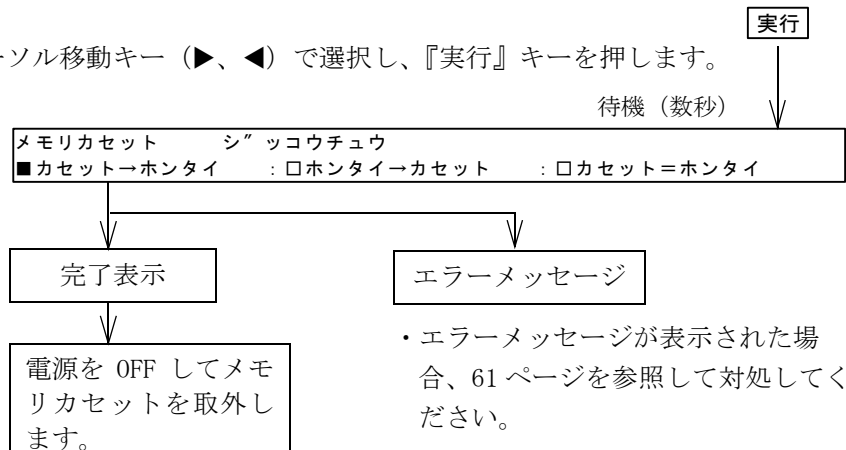 実行
ーソル移動キー（▶、◀）で選択し、『実行』キーを押します。
待機（数秒）
メモリカセット　　シ゛ッコウチュウ
■カセット→ホンタイ　：□ホンタイ→カセット　：□カセット＝ホンタイ
完了表示
エラーメッセージ
電源を OFF してメモ
リカセットを取外し
ます。
・エラーメッセージが表示された場
合、61 ページを参照して対処してく
ださい。